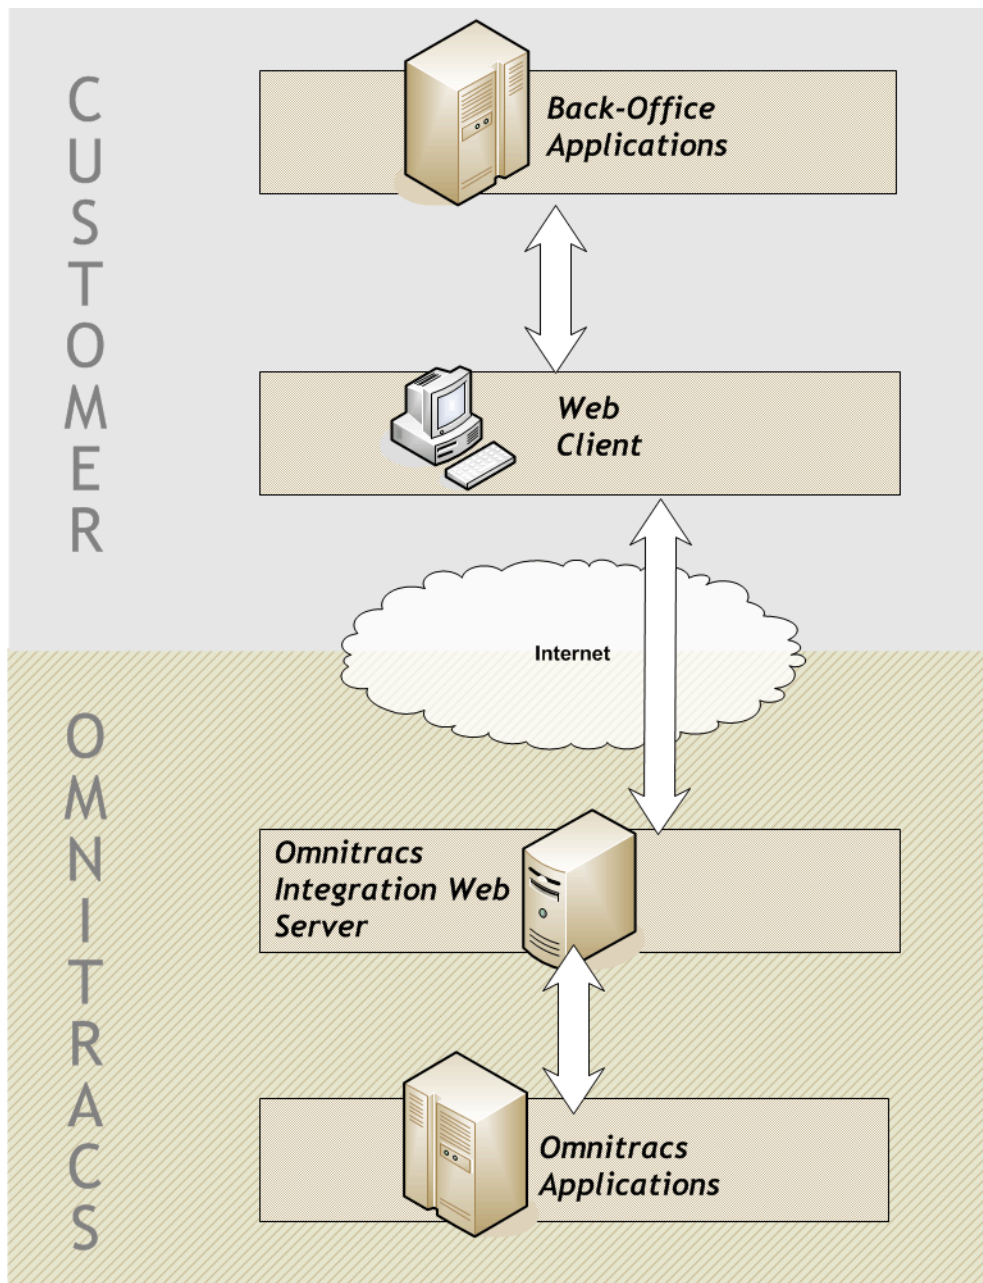 CUSTOMER
Back-Office
Applications
Web
Client
Internet
OMNITRACS
Omnitracs
Integration Web
Server
Omnitracs
Applications